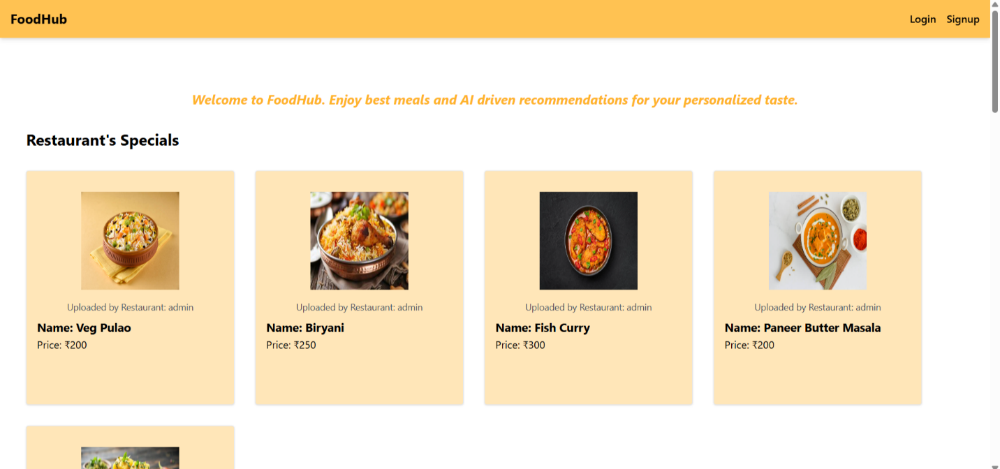 FoodHub
Login Signup
Welcome to FoodHub. Enjoy best meals and AI driven recommendations for your personalized taste.
Restaurant's Specials
Uploaded by Restaurant: admin
Name: Veg Pulao
Price: ₹200
Uploaded by Restaurant: admin
Name: Biryani
Price: ₹250
Uploaded by Restaurant: admin
Name: Fish Curry
Price: ₹300
Uploaded by Restaurant: admin
Name: Paneer Butter Masala
Price: ₹200